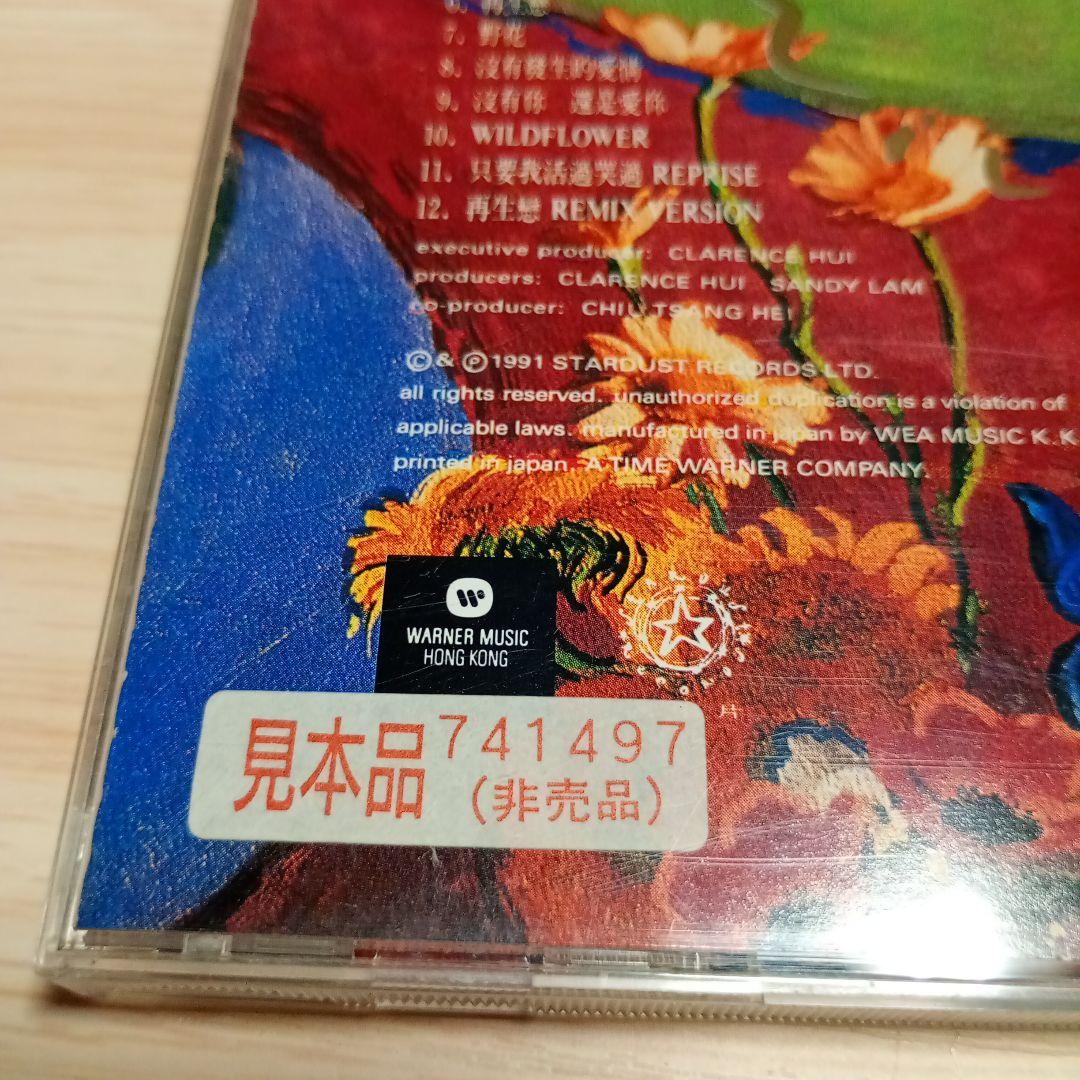 7. 野花
8. 沒有發生的愛情
9. 沒有你　還是愛你
10. WILDFLOWER
11. 只要我活過哭過 REPRISE
12. 再生戀 REMIX VERSION
executive producer: CLARENCE HUI
producers: CLARENCE HUI SANDY LAM
co-producer: CHIU TSANG HEI
©&℗1991 STARDUST RECORDS LTD.
all rights reserved. unauthorized duplication is a violation of
applicable laws. manufactured in japan by WEA MUSIC K.K
printed in japan. A TIME WARNER COMPANY.
WARNER MUSIC
HONG KONG
片
見本品 741497
(非売品)